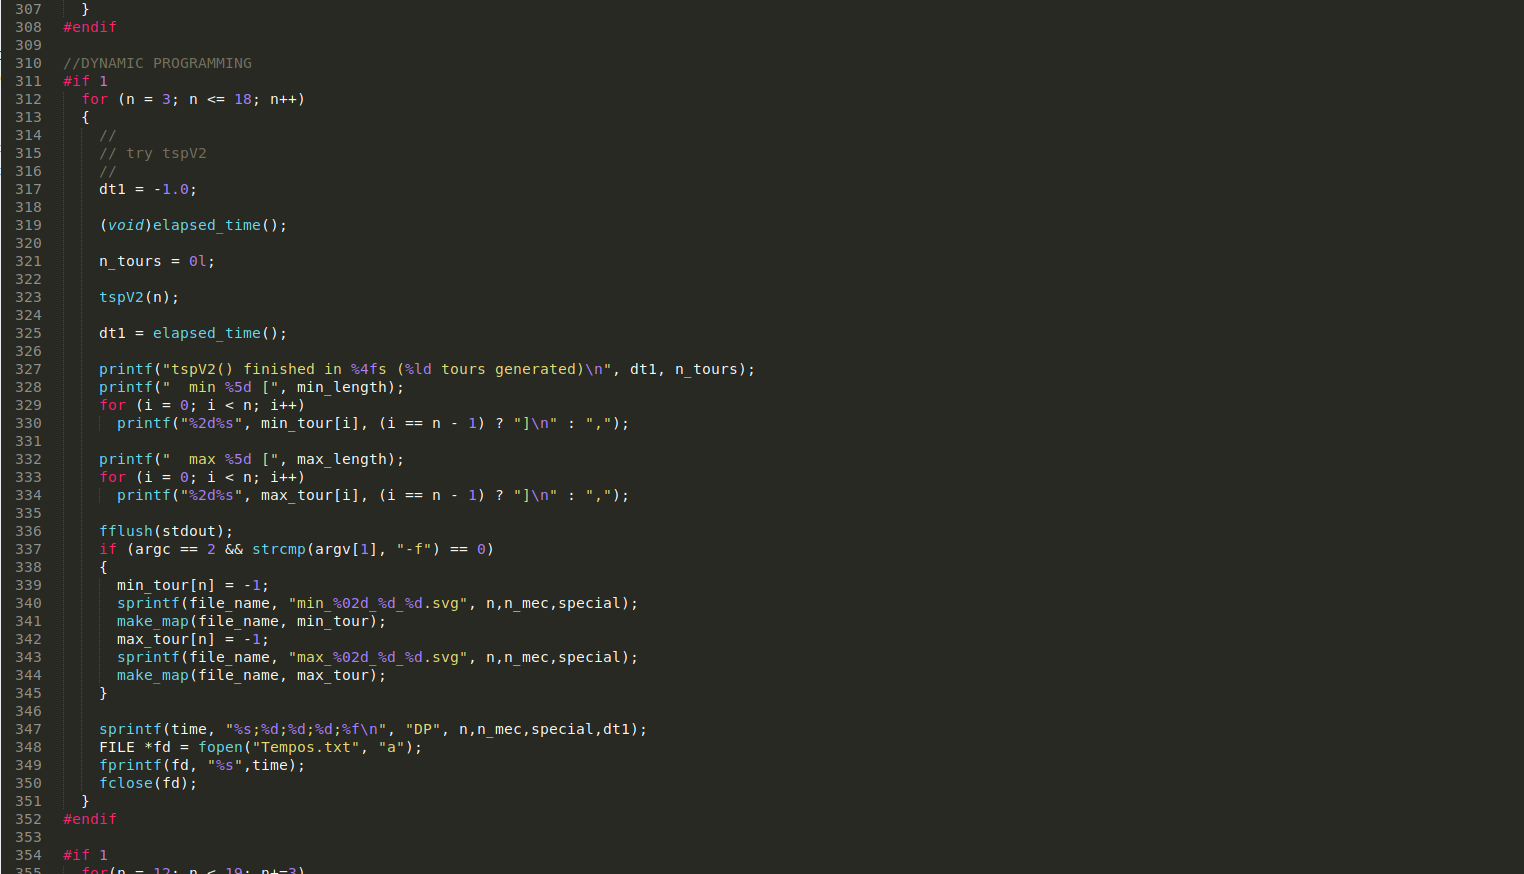 307     }
308   #endif
309
310   //DYNAMIC PROGRAMMING
311   #if 1
312     for (n = 3; n <= 18; n++)
313     {
314       //
315       // try tspV2
316       //
317       dt1 = -1.0;
318
319       (void)elapsed_time();
320
321       n_tours = 0l;
322
323       tspV2(n);
324
325       dt1 = elapsed_time();
326
327       printf("tspV2() finished in %4fs (%ld tours generated)\n", dt1, n_tours);
328       printf("  min %5d [", min_length);
329       for (i = 0; i < n; i++)
330         printf("%2d%s", min_tour[i], (i == n - 1) ? "]\n" : ",");
331
332       printf("  max %5d [", max_length);
333       for (i = 0; i < n; i++)
334         printf("%2d%s", max_tour[i], (i == n - 1) ? "]\n" : ",");
335
336       fflush(stdout);
337       if (argc == 2 && strcmp(argv[1], "-f") == 0)
338       {
339         min_tour[n] = -1;
340         sprintf(file_name, "min_%02d_%d_%d.svg", n,n_mec,special);
341         make_map(file_name, min_tour);
342         max_tour[n] = -1;
343         sprintf(file_name, "max_%02d_%d_%d.svg", n,n_mec,special);
344         make_map(file_name, max_tour);
345       }
346
347       sprintf(time, "%s;%d;%d;%d;%f\n", "DP", n,n_mec,special,dt1);
348       FILE *fd = fopen("Tempos.txt", "a");
349       fprintf(fd, "%s",time);
350       fclose(fd);
351     }
352   #endif
353
354   #if 1
355     for(n = 12; n < 19; n+=3)